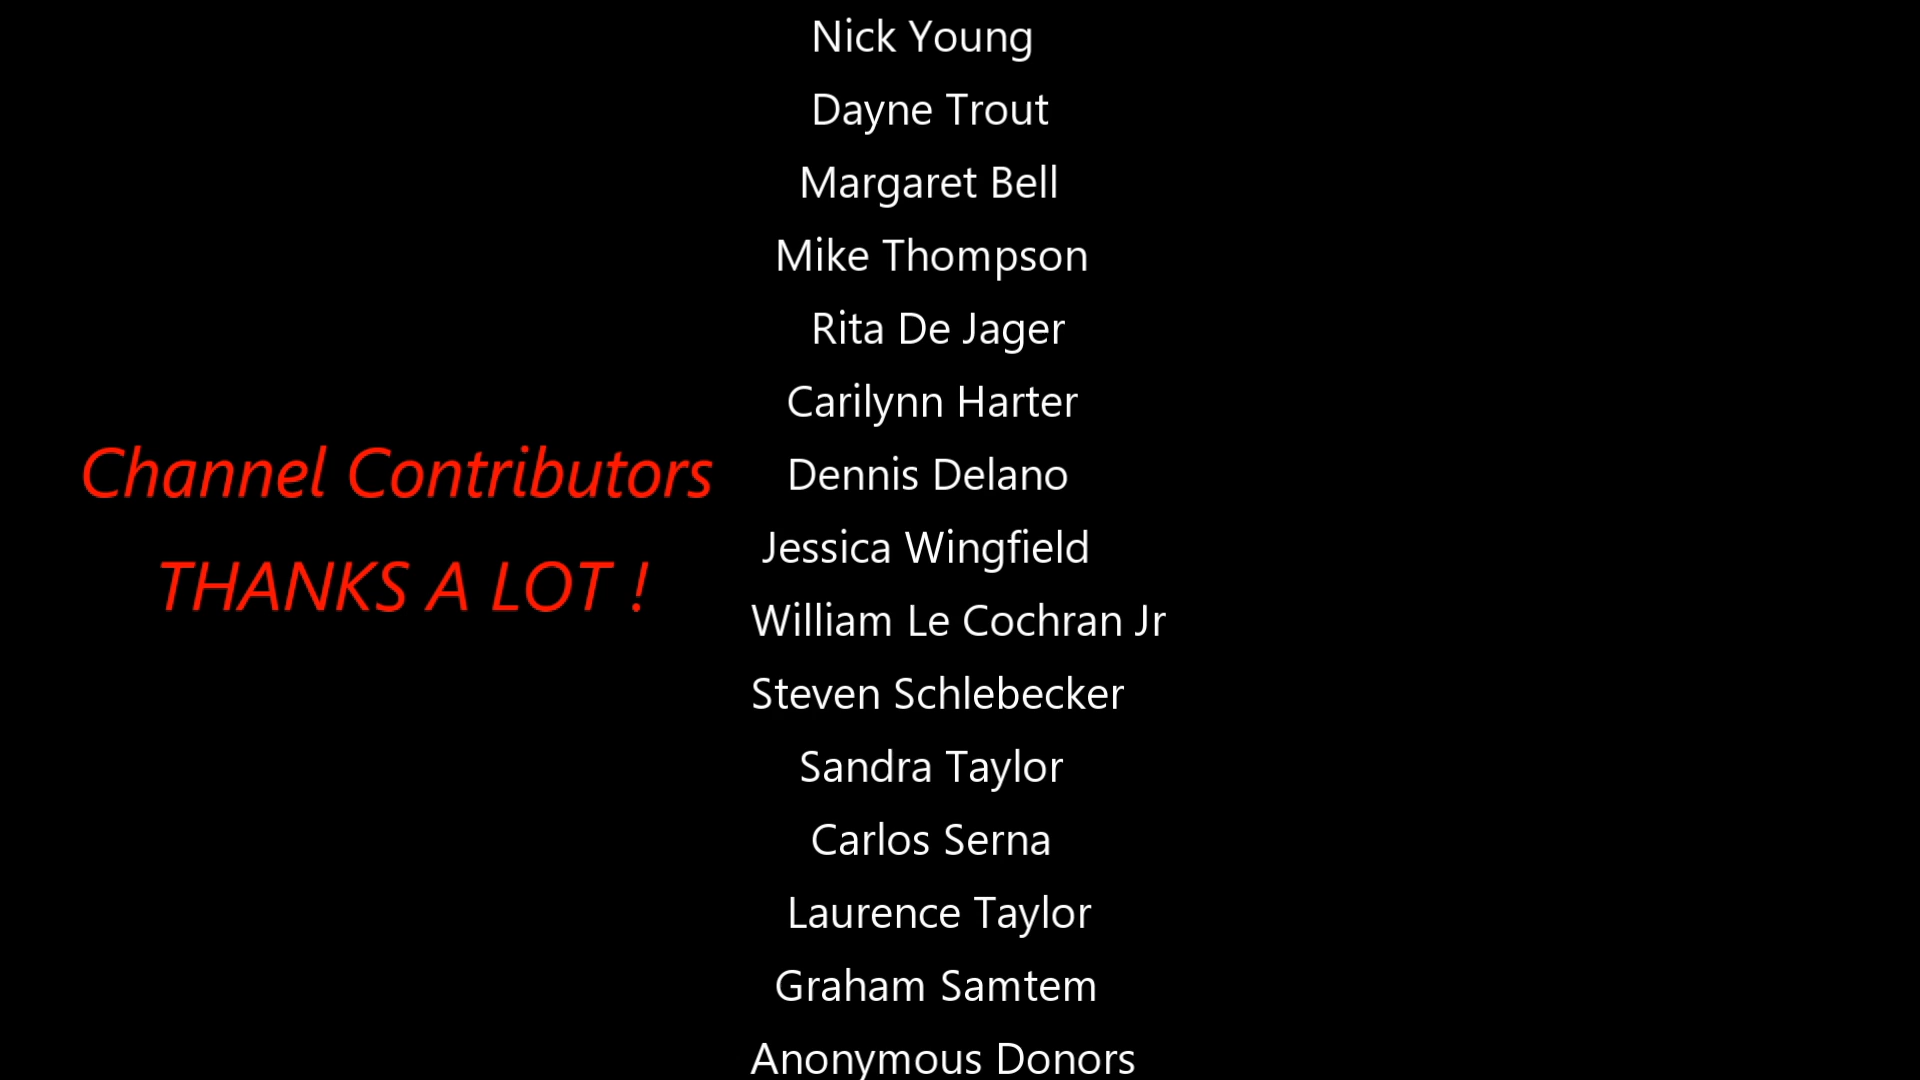 Channel Contributors
THANKS A LOT !
Nick Young
Dayne Trout
Margaret Bell
Mike Thompson
Rita De Jager
Carilynn Harter
Dennis Delano
Jessica Wingfield
William Le Cochran Jr
Steven Schlebecker
Sandra Taylor
Carlos Serna
Laurence Taylor
Graham Samtem
Anonymous Donors